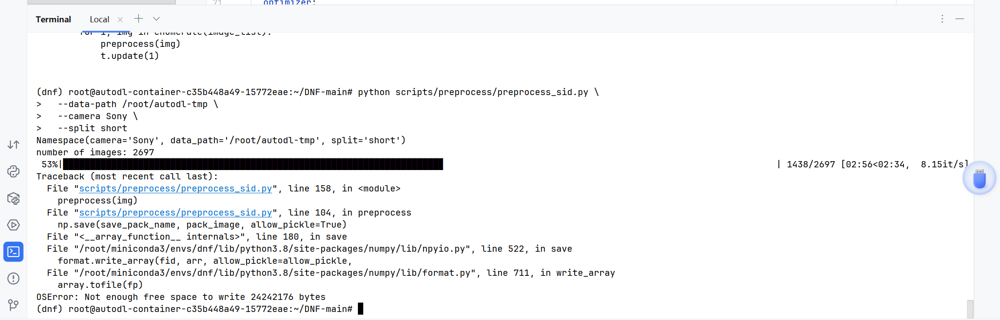 71 optimizer:
Terminal Local
for i, img in enumerate(image_list):
preprocess(img)
t.update(1)
(dnf) root@autodl-container-c35b448a49-15772eae:~/DNF-main# python scripts/preprocess/preprocess_sid.py \
> --data-path /root/autodl-tmp \
> --camera Sony \
> --split short
Namespace(camera='Sony', data_path='/root/autodl-tmp', split='short')
number of images: 2697
53%| | 1438/2697 [02:56<02:34, 8.15it/s]
Traceback (most recent call last):
File "scripts/preprocess/preprocess_sid.py", line 158, in <module>
preprocess(img)
File "scripts/preprocess/preprocess_sid.py", line 104, in preprocess
np.save(save_pack_name, pack_image, allow_pickle=True)
File "<__array_function__ internals>", line 180, in save
File "/root/miniconda3/envs/dnf/lib/python3.8/site-packages/numpy/lib/npyio.py", line 522, in save
format.write_array(fid, arr, allow_pickle=allow_pickle,
File "/root/miniconda3/envs/dnf/lib/python3.8/site-packages/numpy/lib/format.py", line 711, in write_array
array.tofile(fp)
OSError: Not enough free space to write 24242176 bytes
(dnf) root@autodl-container-c35b448a49-15772eae:~/DNF-main#